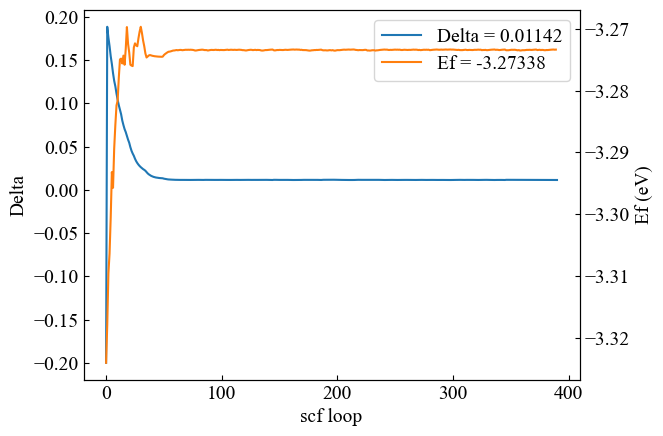 Delta = 0.01142
Ef = -3.27338
0.20
0.15
0.10
0.05
0.00
−0.05
−0.10
−0.15
−0.20
Delta
−3.27
−3.28
−3.29
−3.30
−3.31
−3.32
Ef (eV)
0 100 200 300 400
scf loop